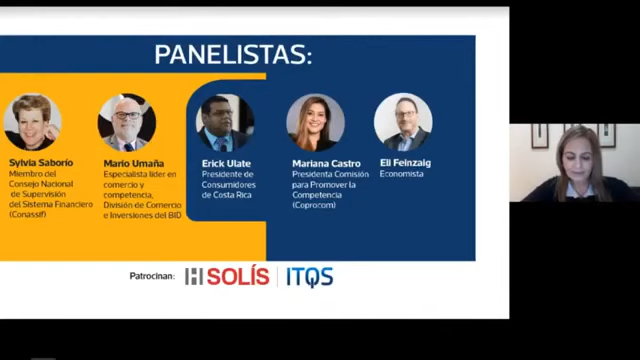 PANELISTAS:
Sylvia Saborío
Miembro del
Consejo Nacional
de Supervisión
del Sistema Financiero
(Conassif)
Mario Umaña
Especialista líder en
comercio y
competencia,
División de Comercio
e Inversiones del BID
Erick Ulate
Presidente de
Consumidores
de Costa Rica
Mariana Castro
Presidenta Comisión
para Promover la
Competencia
(Coprocom)
Eli Feinzaig
Economista
Patrocinan:
SOLÍS
ITQS